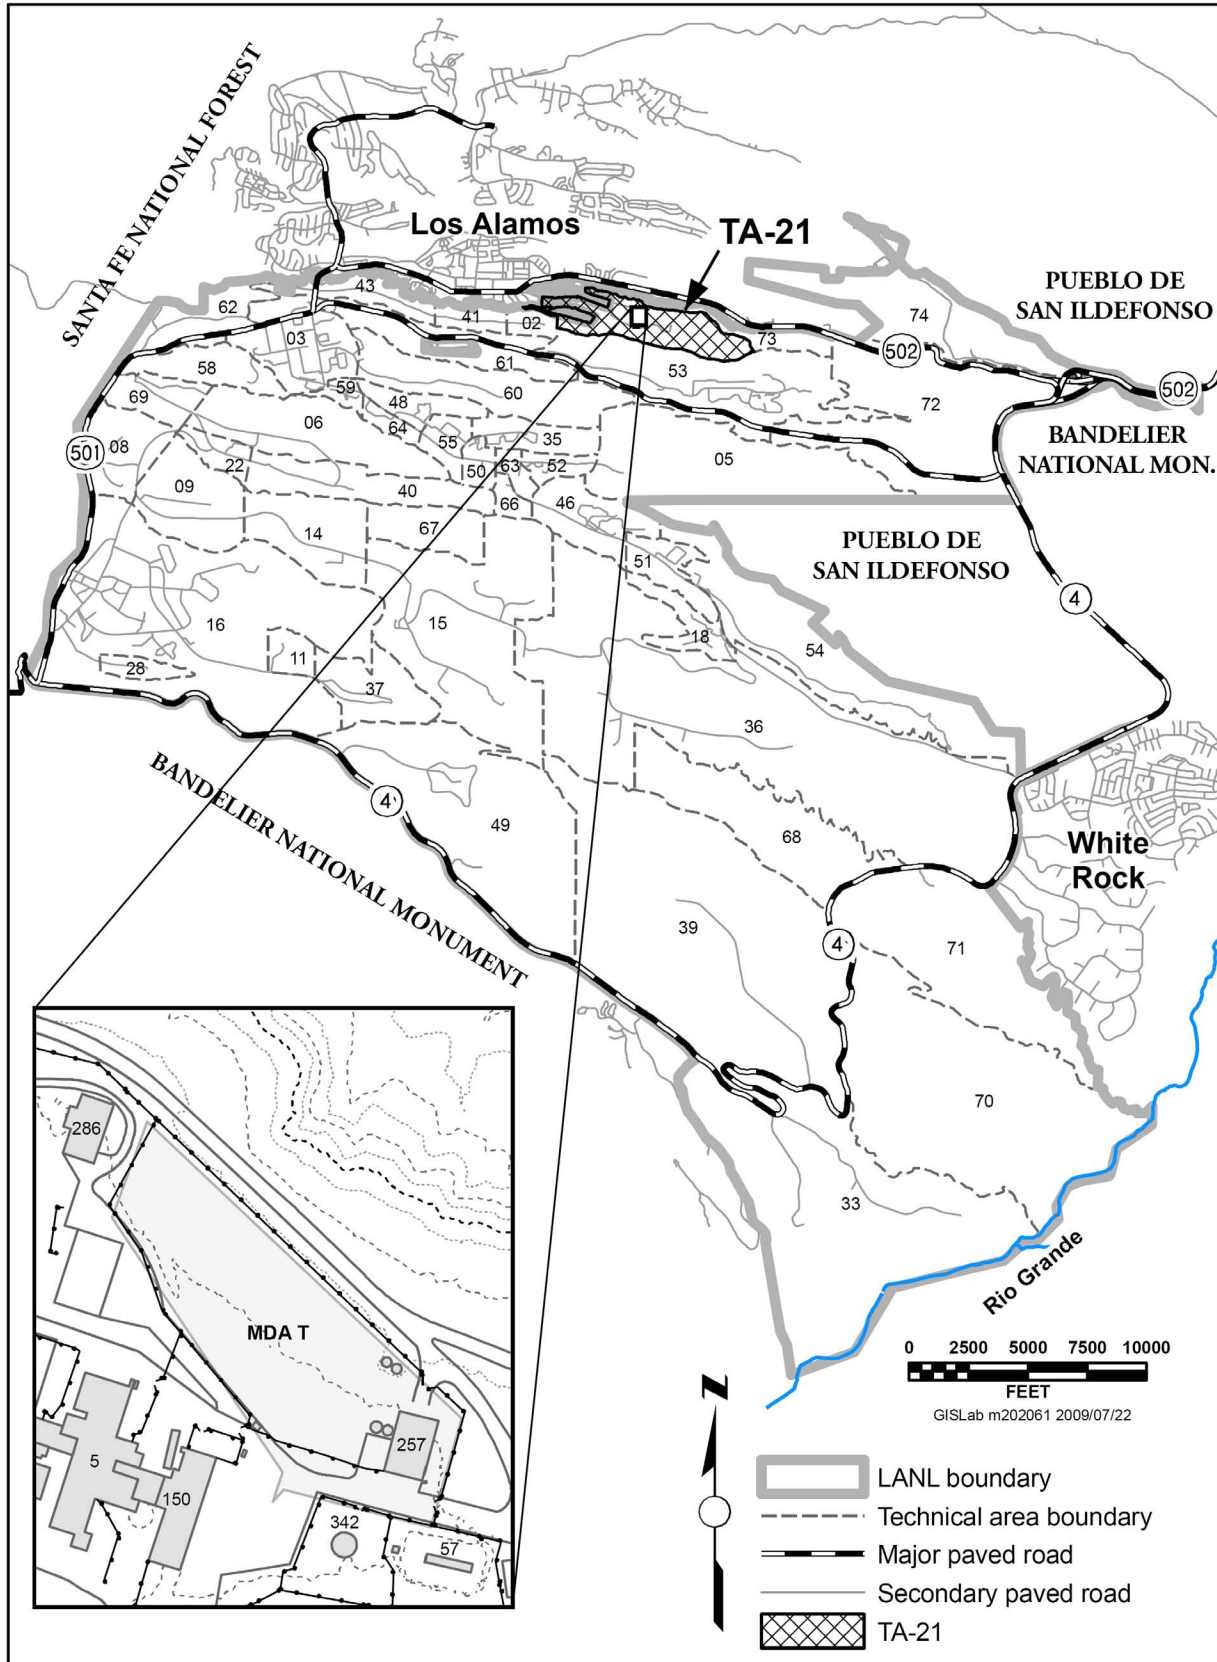 SANTA FE NATIONAL FOREST
Los Alamos
TA-21
PUEBLO DE
SAN ILDEFONSO
43
62
41
02
74
73
03
502
61
53
58
502
59
60
72
69
48
06
64
BANDELIER
NATIONAL MON.
55
35
501
08
05
22
50
63
52
09
40
66
46
14
67
PUEBLO DE
SAN ILDEFONSO
51
4
16
15
18
54
11
28
37
36
BANDELIER NATIONAL MONUMENT
4
49
68
White
Rock
39
4
71
70
33
Rio Grande
286
MDA T
257
5
150
342
57
0 2500 5000 7500 10000
FEET
GISLab m202061 2009/07/22
N
LANL boundary
Technical area boundary
Major paved road
Secondary paved road
TA-21